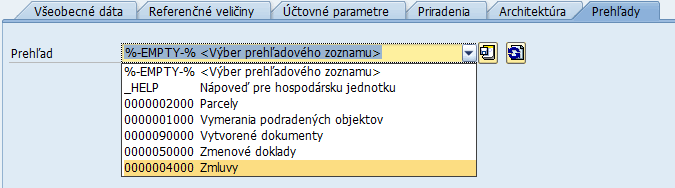 Všeobecné dáta Referenčné veličiny Účtovné parametre Priradenia Architektúra Prehľady
Prehľad %-EMPTY-% <Výber prehľadového zoznamu>
%-EMPTY-% <Výber prehľadového zoznamu>
_HELP Nápoveď pre hospodársku jednotku
0000002000 Parcely
0000001000 Vymerania podradených objektov
0000090000 Vytvorené dokumenty
0000050000 Zmenové doklady
0000004000 Zmluvy